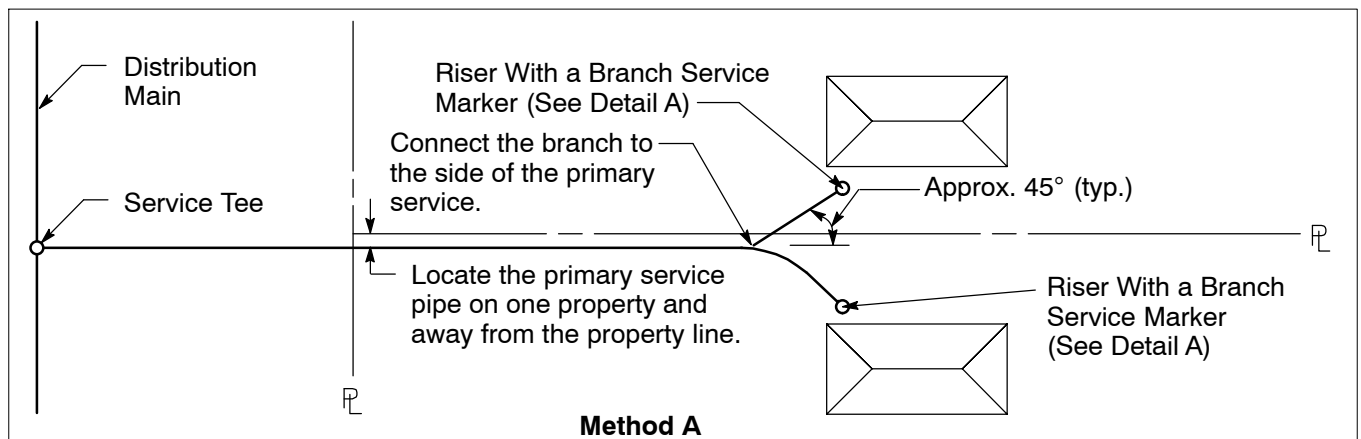 Distribution
Main
Service Tee
Riser With a Branch Service
Marker (See Detail A)
Connect the branch to
the side of the primary
service.
Approx. 45° (typ.)
PL
Locate the primary service
pipe on one property and
away from the property line.
Riser With a Branch
Service Marker
(See Detail A)
PL
Method A